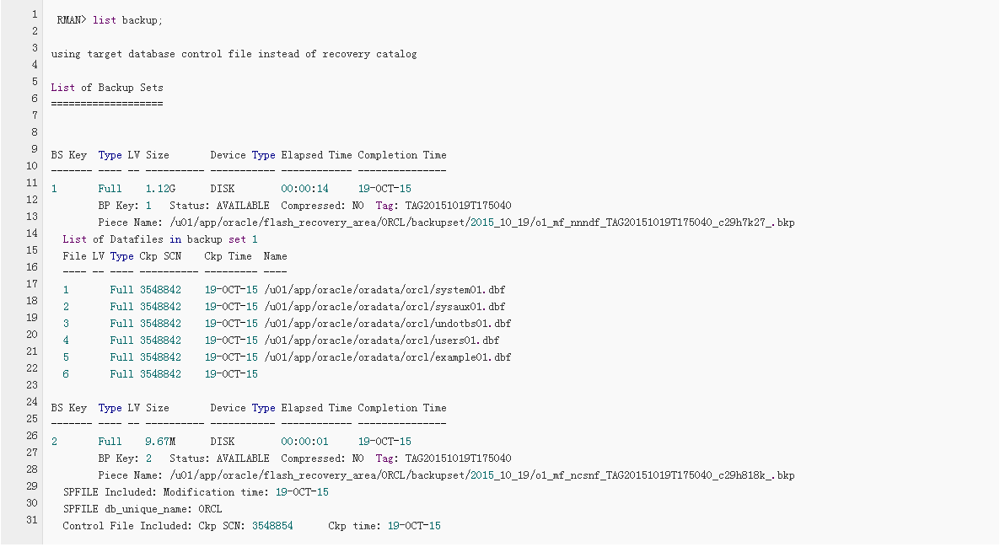 1
RMAN> list backup;
2
3
using target database control file instead of recovery catalog
4
5
List of Backup Sets
6
===================
7
8
9
BS Key  Type LV Size       Device Type Elapsed Time Completion Time
10
------- ---- -- ---------- ----------- ------------ ---------------
11
1       Full    1.12G      DISK        00:00:14     19-OCT-15
12
        BP Key: 1   Status: AVAILABLE  Compressed: NO  Tag: TAG20151019T175040
13
        Piece Name: /u01/app/oracle/flash_recovery_area/ORCL/backupset/2015_10_19/o1_mf_nnndf_TAG20151019T175040_c29h7k27_.bkp
14
  List of Datafiles in backup set 1
15
  File LV Type Ckp SCN    Ckp Time  Name
16
  ---- -- ---- ---------- --------- ----
17
  1       Full 3548842    19-OCT-15 /u01/app/oracle/oradata/orcl/system01.dbf
18
  2       Full 3548842    19-OCT-15 /u01/app/oracle/oradata/orcl/sysaux01.dbf
19
  3       Full 3548842    19-OCT-15 /u01/app/oracle/oradata/orcl/undotbs01.dbf
20
  4       Full 3548842    19-OCT-15 /u01/app/oracle/oradata/orcl/users01.dbf
21
  5       Full 3548842    19-OCT-15 /u01/app/oracle/oradata/orcl/example01.dbf
22
  6       Full 3548842    19-OCT-15
23
24
BS Key  Type LV Size       Device Type Elapsed Time Completion Time
25
------- ---- -- ---------- ----------- ------------ ---------------
26
2       Full    9.67M      DISK        00:00:01     19-OCT-15
27
        BP Key: 2   Status: AVAILABLE  Compressed: NO  Tag: TAG20151019T175040
28
        Piece Name: /u01/app/oracle/flash_recovery_area/ORCL/backupset/2015_10_19/o1_mf_ncsnf_TAG20151019T175040_c29h818k_.bkp
29
  SPFILE Included: Modification time: 19-OCT-15
30
  SPFILE db_unique_name: ORCL
31
  Control File Included: Ckp SCN: 3548854      Ckp time: 19-OCT-15